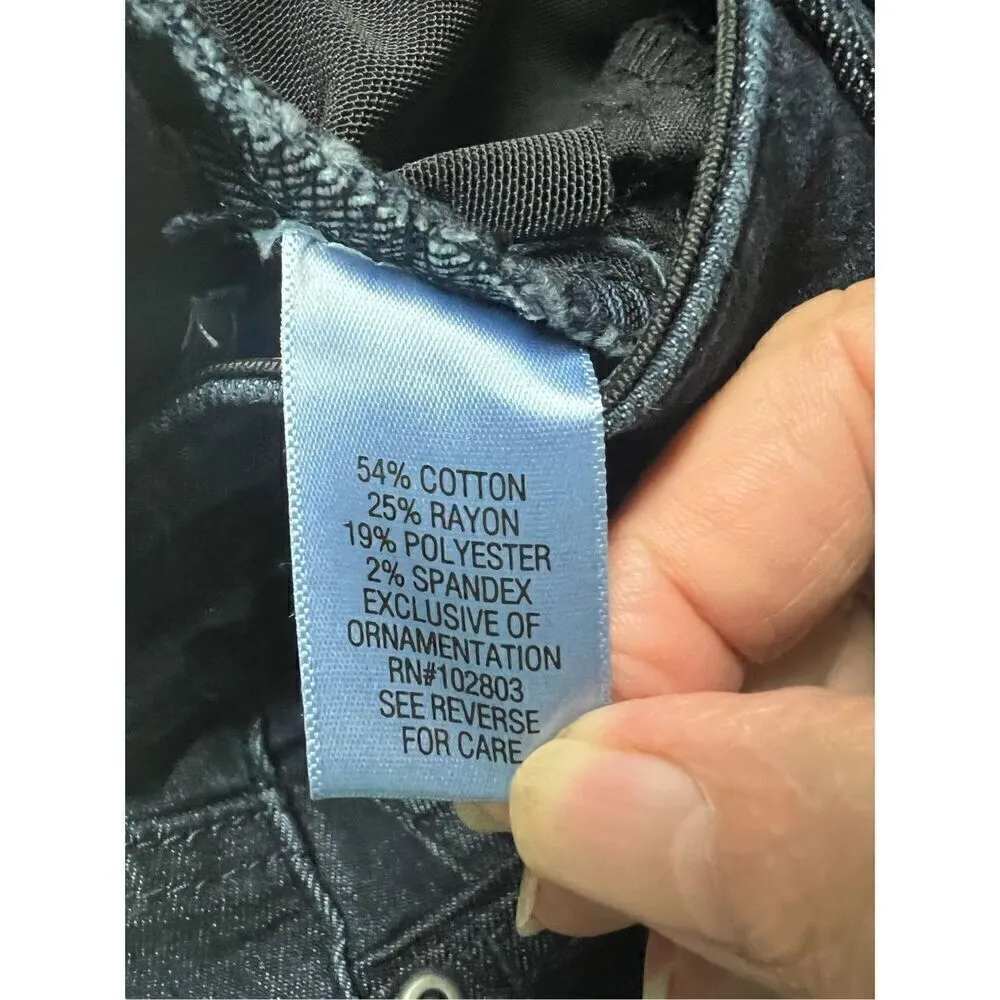 54% COTTON
25% RAYON
19% POLYESTER
2% SPANDEX
EXCLUSIVE OF
ORNAMENTATION
RN#102803
SEE REVERSE
FOR CARE